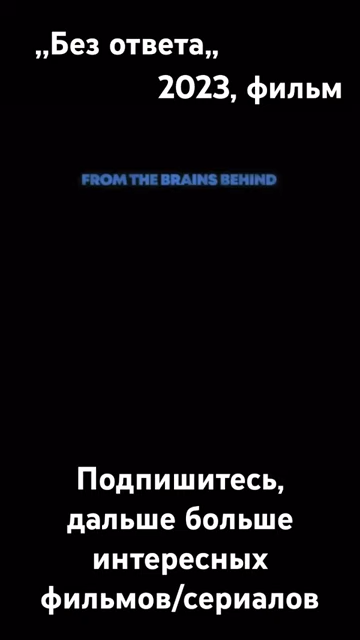 ,,Без ответа,,
2023, фильм
FROM THE BRAINS BEHIND
Подпишитесь,
дальше больше
интересных
фильмов/сериалов